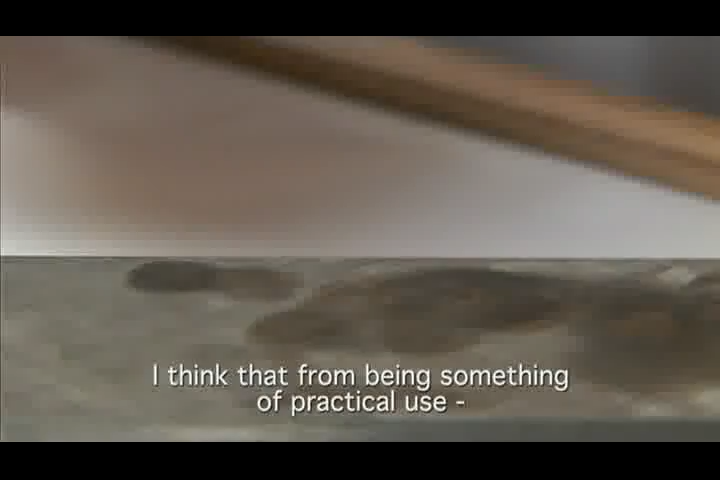 I think that from being something
of practical use -